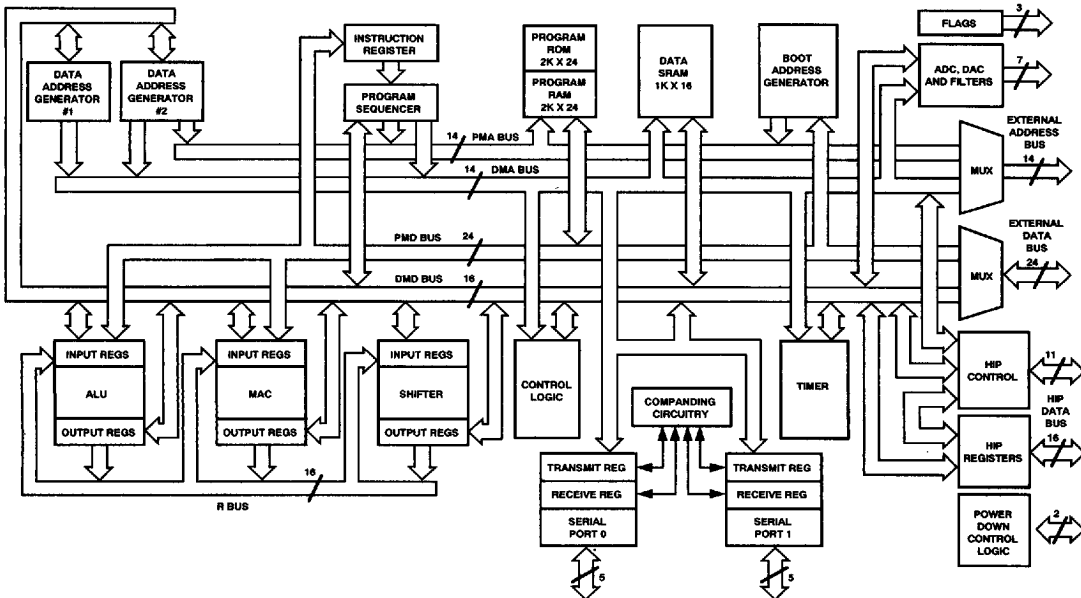 DATA
ADDRESS
GENERATOR
#1
DATA
ADDRESS
GENERATOR
#2
INSTRUCTION
REGISTER
PROGRAM
SEQUENCER
PROGRAM
ROM
2K X 24
PROGRAM
RAM
2K X 24
DATA
SRAM
1K X 16
BOOT
ADDRESS
GENERATOR
FLAGS
3
ADC, DAC
AND FILTERS
7
EXTERNAL
ADDRESS
BUS
14
MUX
14
PMA BUS
14
DMA BUS
PMD BUS
24
DMD BUS
16
EXTERNAL
DATA
BUS
24
MUX
INPUT REGS
ALU
OUTPUT REGS
INPUT REGS
MAC
OUTPUT REGS
INPUT REGS
SHIFTER
OUTPUT REGS
16
R BUS
CONTROL
LOGIC
COMPANDING
CIRCUITRY
TIMER
TRANSMIT REG
RECEIVE REG
SERIAL
PORT 0
5
TRANSMIT REG
RECEIVE REG
SERIAL
PORT 1
5
HIP
CONTROL
11
HIP
DATA
BUS
16
HIP
REGISTERS
POWER
DOWN
CONTROL
LOGIC
2